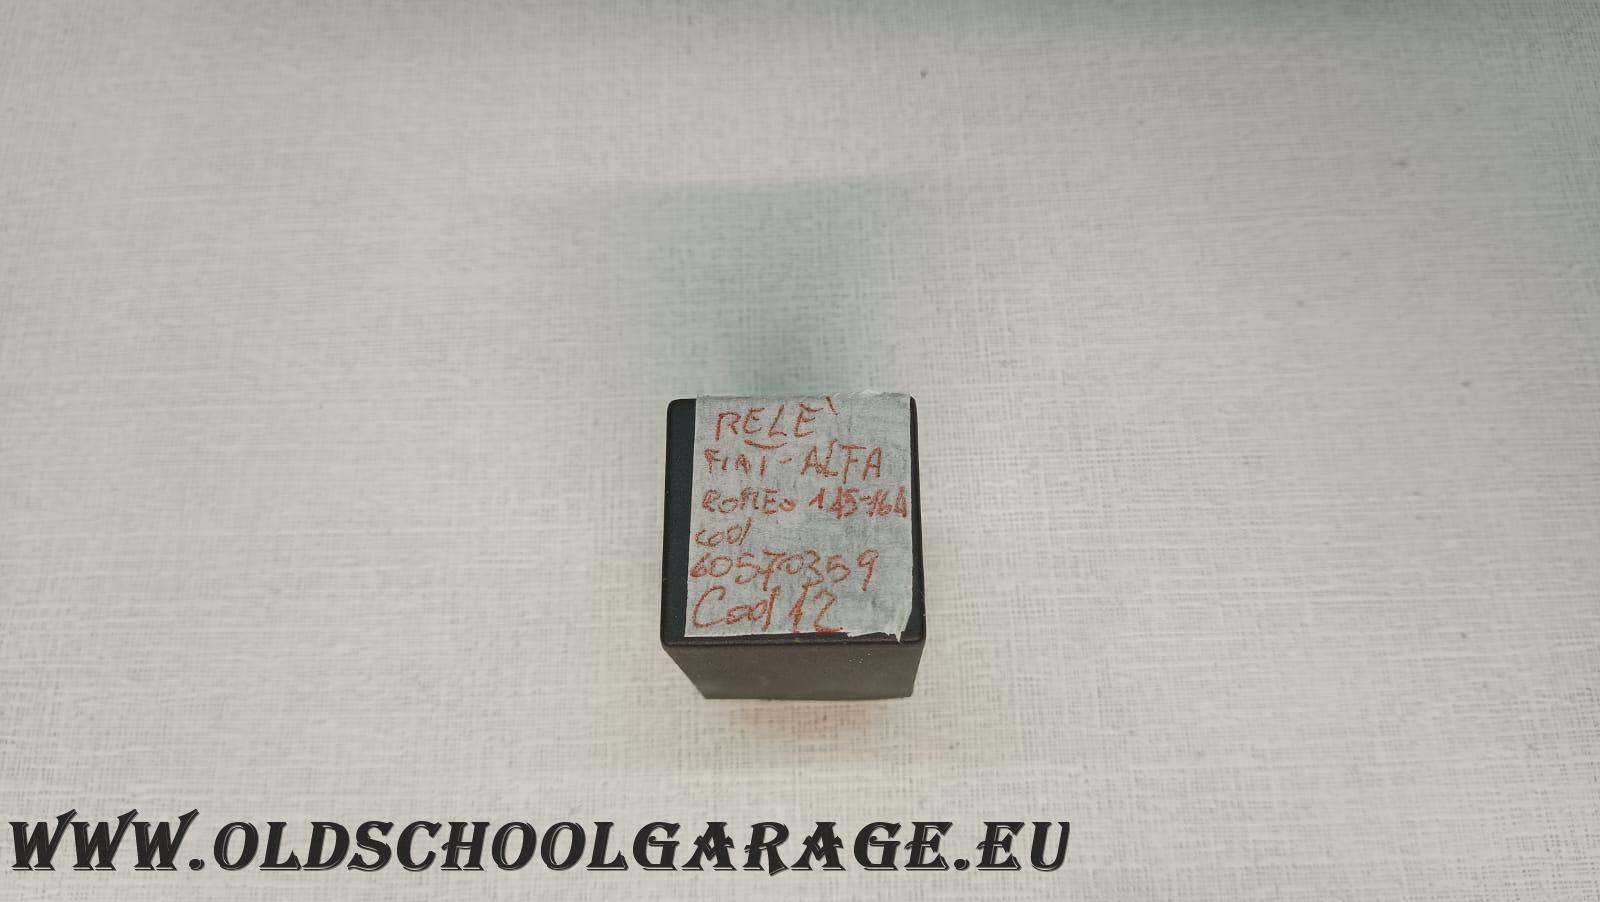 RELE'
FIAT-ALFA
ROMEO 145-164
cod
60570359
Cod 12
WWW.OLDSCHOOLGARAGE.EU